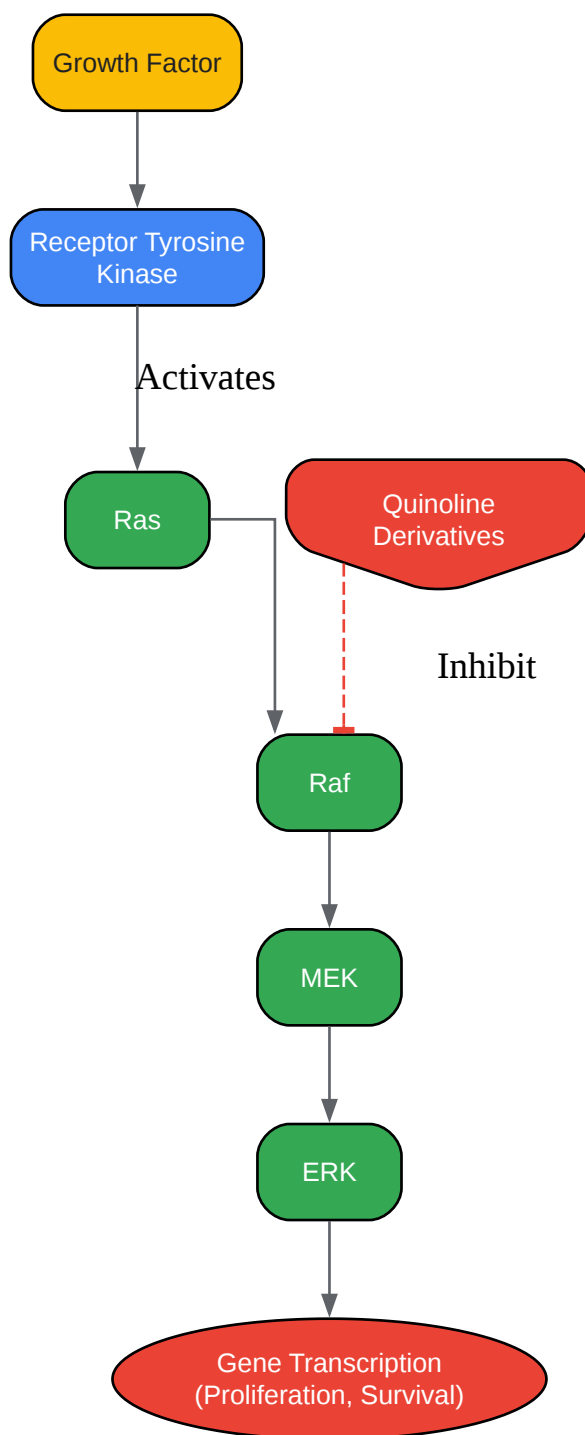 Growth Factor
Receptor Tyrosine
Kinase
Activates
Ras
Quinoline
Derivatives
Inhibit
Raf
MEK
ERK
Gene Transcription
(Proliferation, Survival)